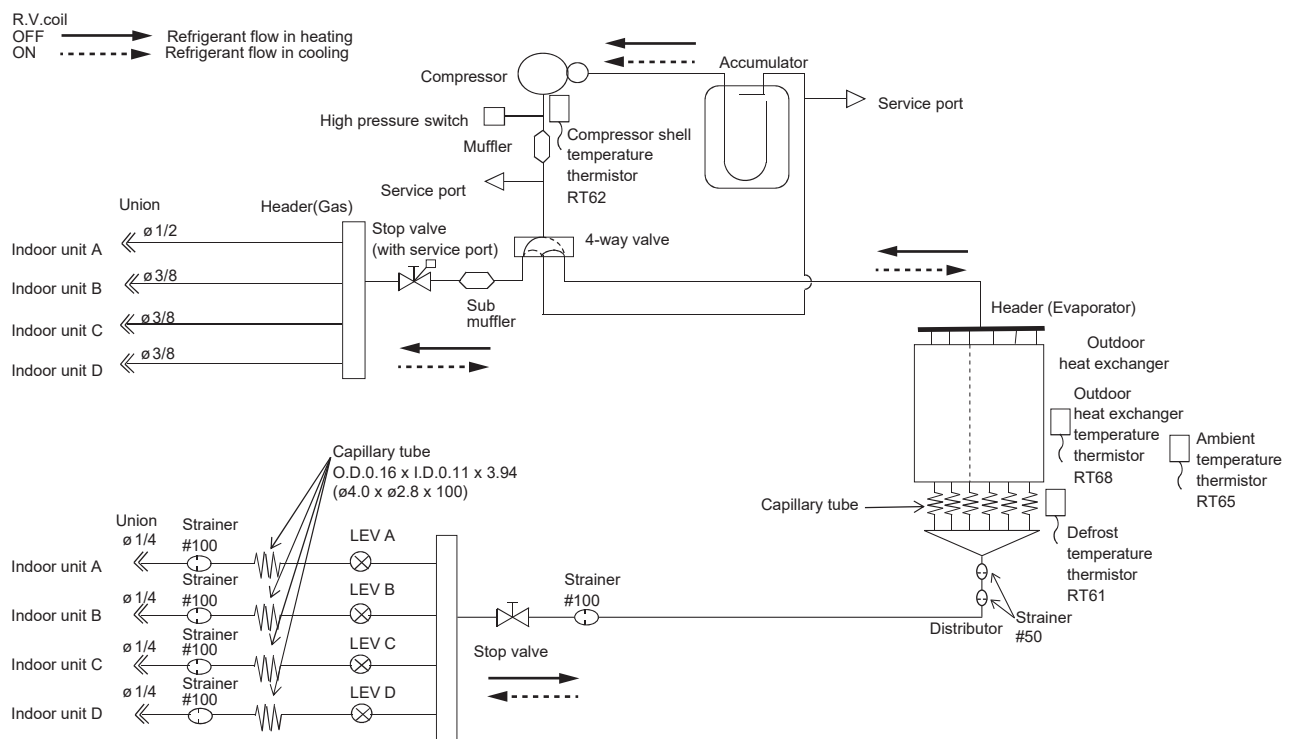 R.V.coil
OFF
Refrigerant flow in heating
ON
Refrigerant flow in cooling
Compressor
Accumulator
Service port
High pressure switch
Muffler
Compressor shell
temperature
thermistor
RT62
Service port
Union
Header(Gas)
Stop valve
(with service port)
4-way valve
Indoor unit A
ø 1/2
Indoor unit B
ø 3/8
Indoor unit C
ø 3/8
Indoor unit D
ø 3/8
Sub
muffler
Header (Evaporator)
Outdoor
heat exchanger
Outdoor
heat exchanger
temperature
thermistor
RT68
Ambient
temperature
thermistor
RT65
Capillary tube
Defrost
temperature
thermistor
RT61
Strainer
#50
Distributor
Capillary tube
O.D.0.16 x I.D.0.11 x 3.94
(ø4.0 x ø2.8 x 100)
Union
Indoor unit A
ø 1/4
Strainer
#100
LEV A
Indoor unit B
ø 1/4
Strainer
#100
LEV B
Indoor unit C
ø 1/4
Strainer
#100
LEV C
Indoor unit D
ø 1/4
Strainer
#100
LEV D
Stop valve
Strainer
#100